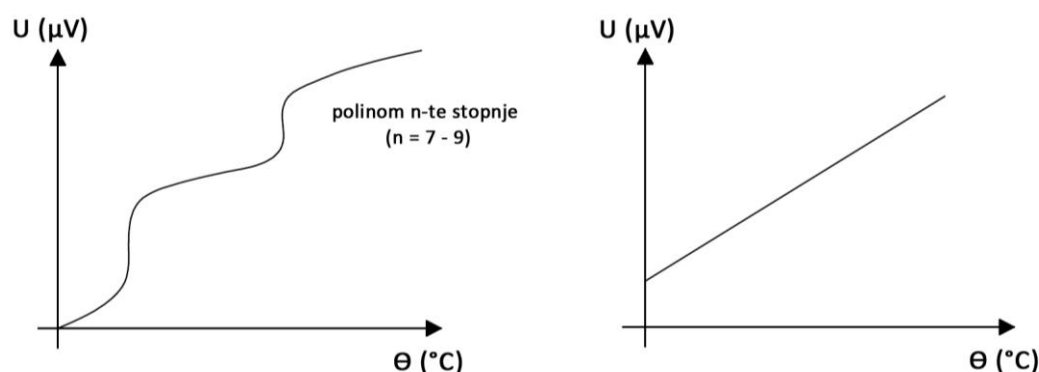 U (µV)
polinom n-te stopnje
(n = 7 - 9)
ϴ (°C)
U (µV)
ϴ (°C)